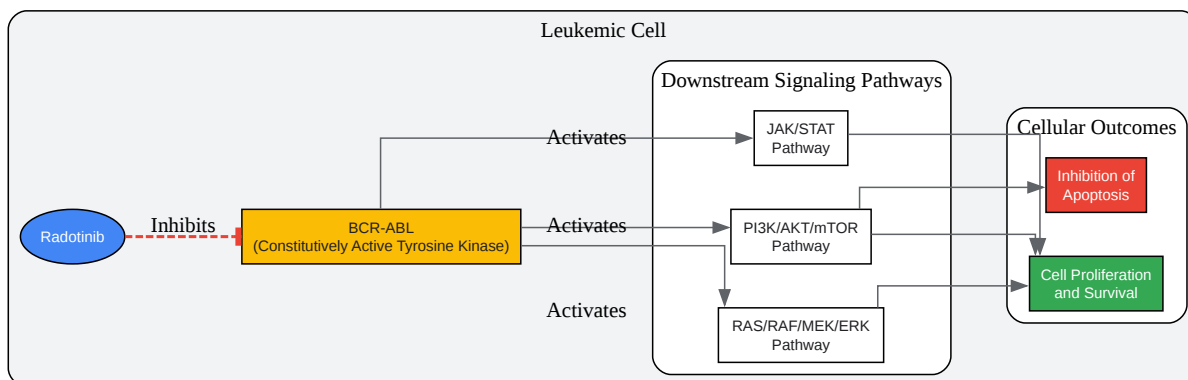 Leukemic Cell
Downstream Signaling Pathways
Cellular Outcomes
Activates
JAK/STAT
Pathway
Inhibition of
Apoptosis
Radotinib
Inhibits
BCR-ABL
(Constitutively Active Tyrosine Kinase)
Activates
PI3K/AKT/mTOR
Pathway
Cell Proliferation
and Survival
Activates
RAS/RAF/MEK/ERK
Pathway